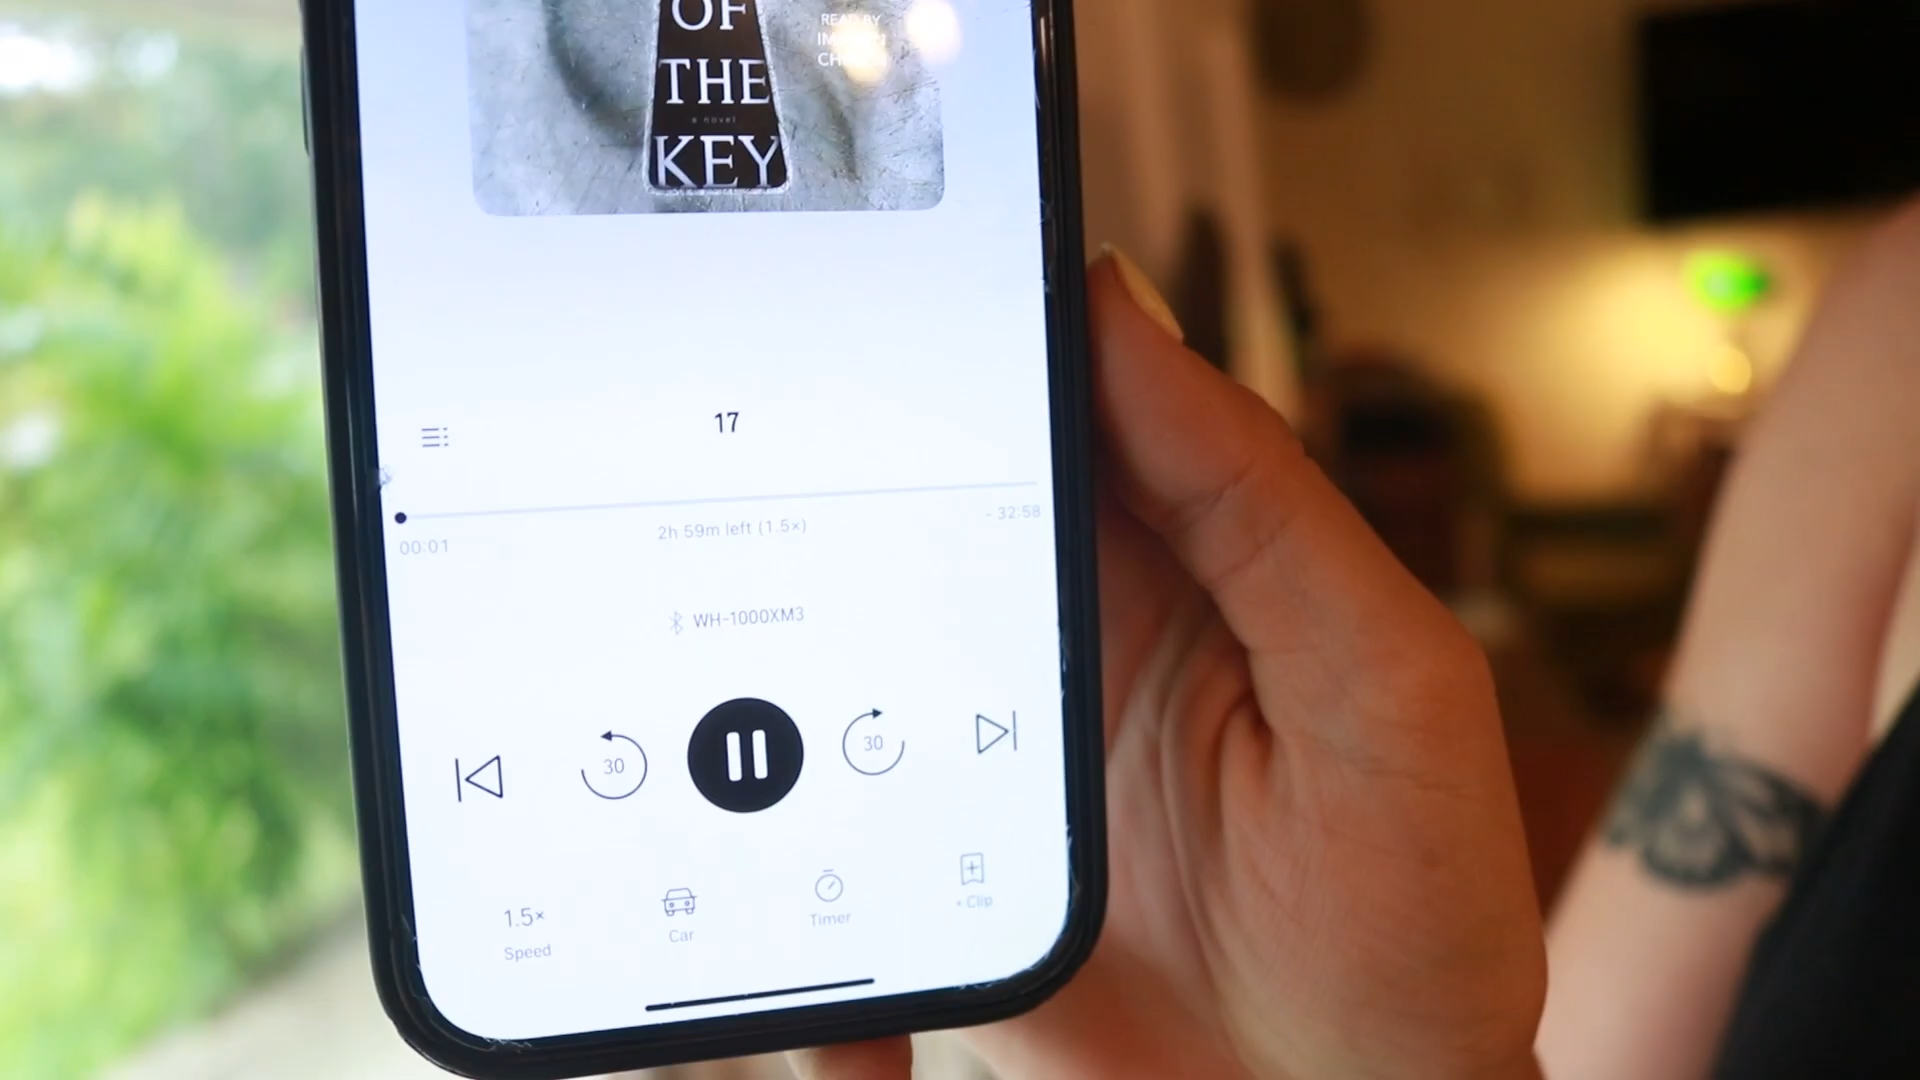 OF
THE
a novel
KEY
READ BY
17
00:01
2h 59m left (1.5×)
- 32:58
WH-1000XM3
30
30
1.5×
Speed
Car
Timer
+ Clip